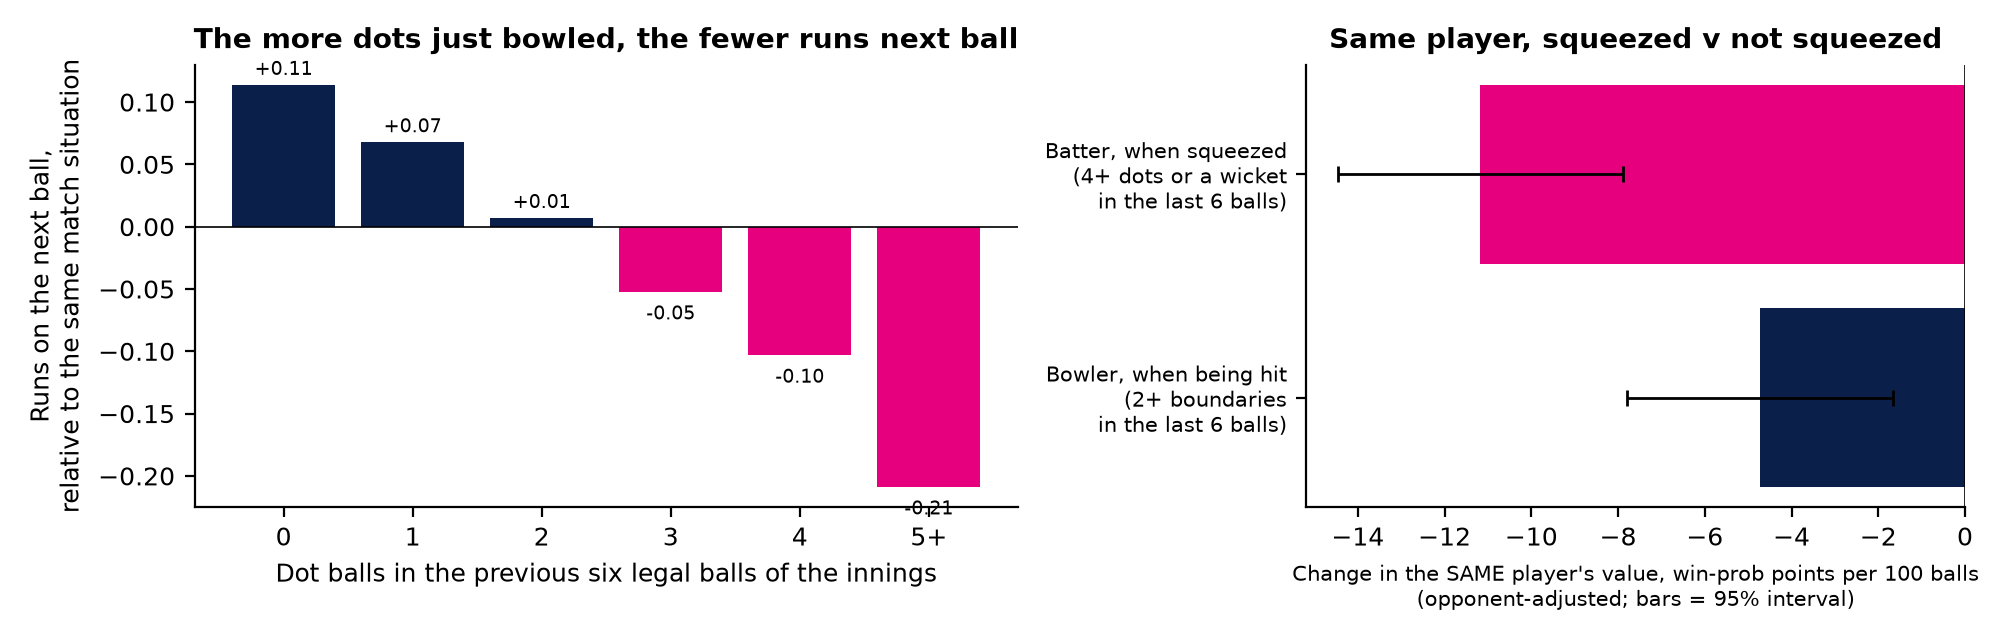 The more dots just bowled, the fewer runs next ball
Runs on the next ball,
relative to the same match situation
0.10
0.05
0.00
−0.05
−0.10
−0.15
−0.20
+0.11
+0.07
+0.01
-0.05
-0.10
-0.21
0 1 2 3 4 5+
Dot balls in the previous six legal balls of the innings
Same player, squeezed v not squeezed
Batter, when squeezed
(4+ dots or a wicket
in the last 6 balls)
Bowler, when being hit
(2+ boundaries
in the last 6 balls)
−14 −12 −10 −8 −6 −4 −2 0
Change in the SAME player's value, win-prob points per 100 balls
(opponent-adjusted; bars = 95% interval)